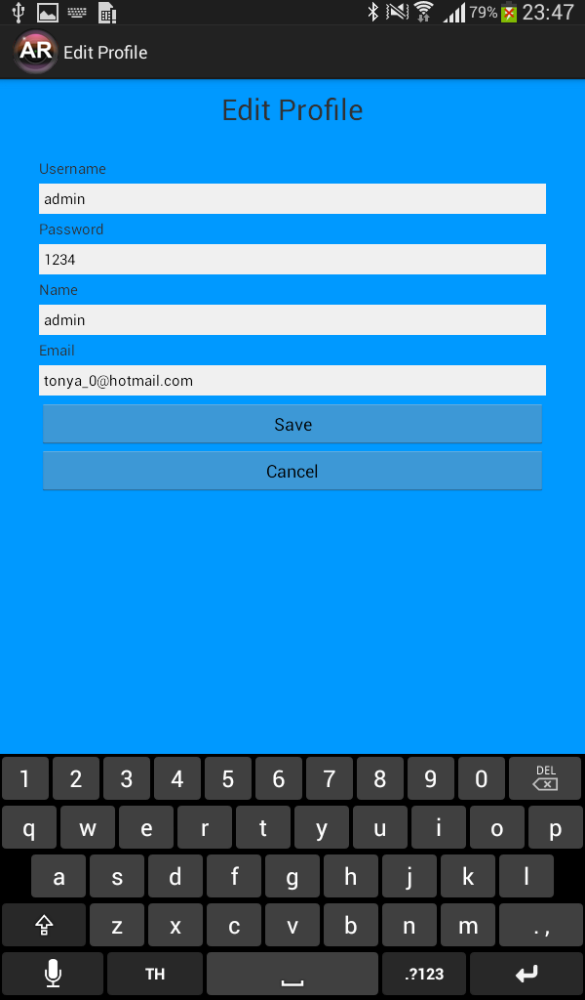 79% 23:47
AR Edit Profile
Edit Profile
Username
admin
Password
1234
Name
admin
Email
tonya_0@hotmail.com
Save
Cancel
1 2 3 4 5 6 7 8 9 0 DEL
q w e r t y u i o p
a s d f g h j k l
z x c v b n m . ,
TH .?123